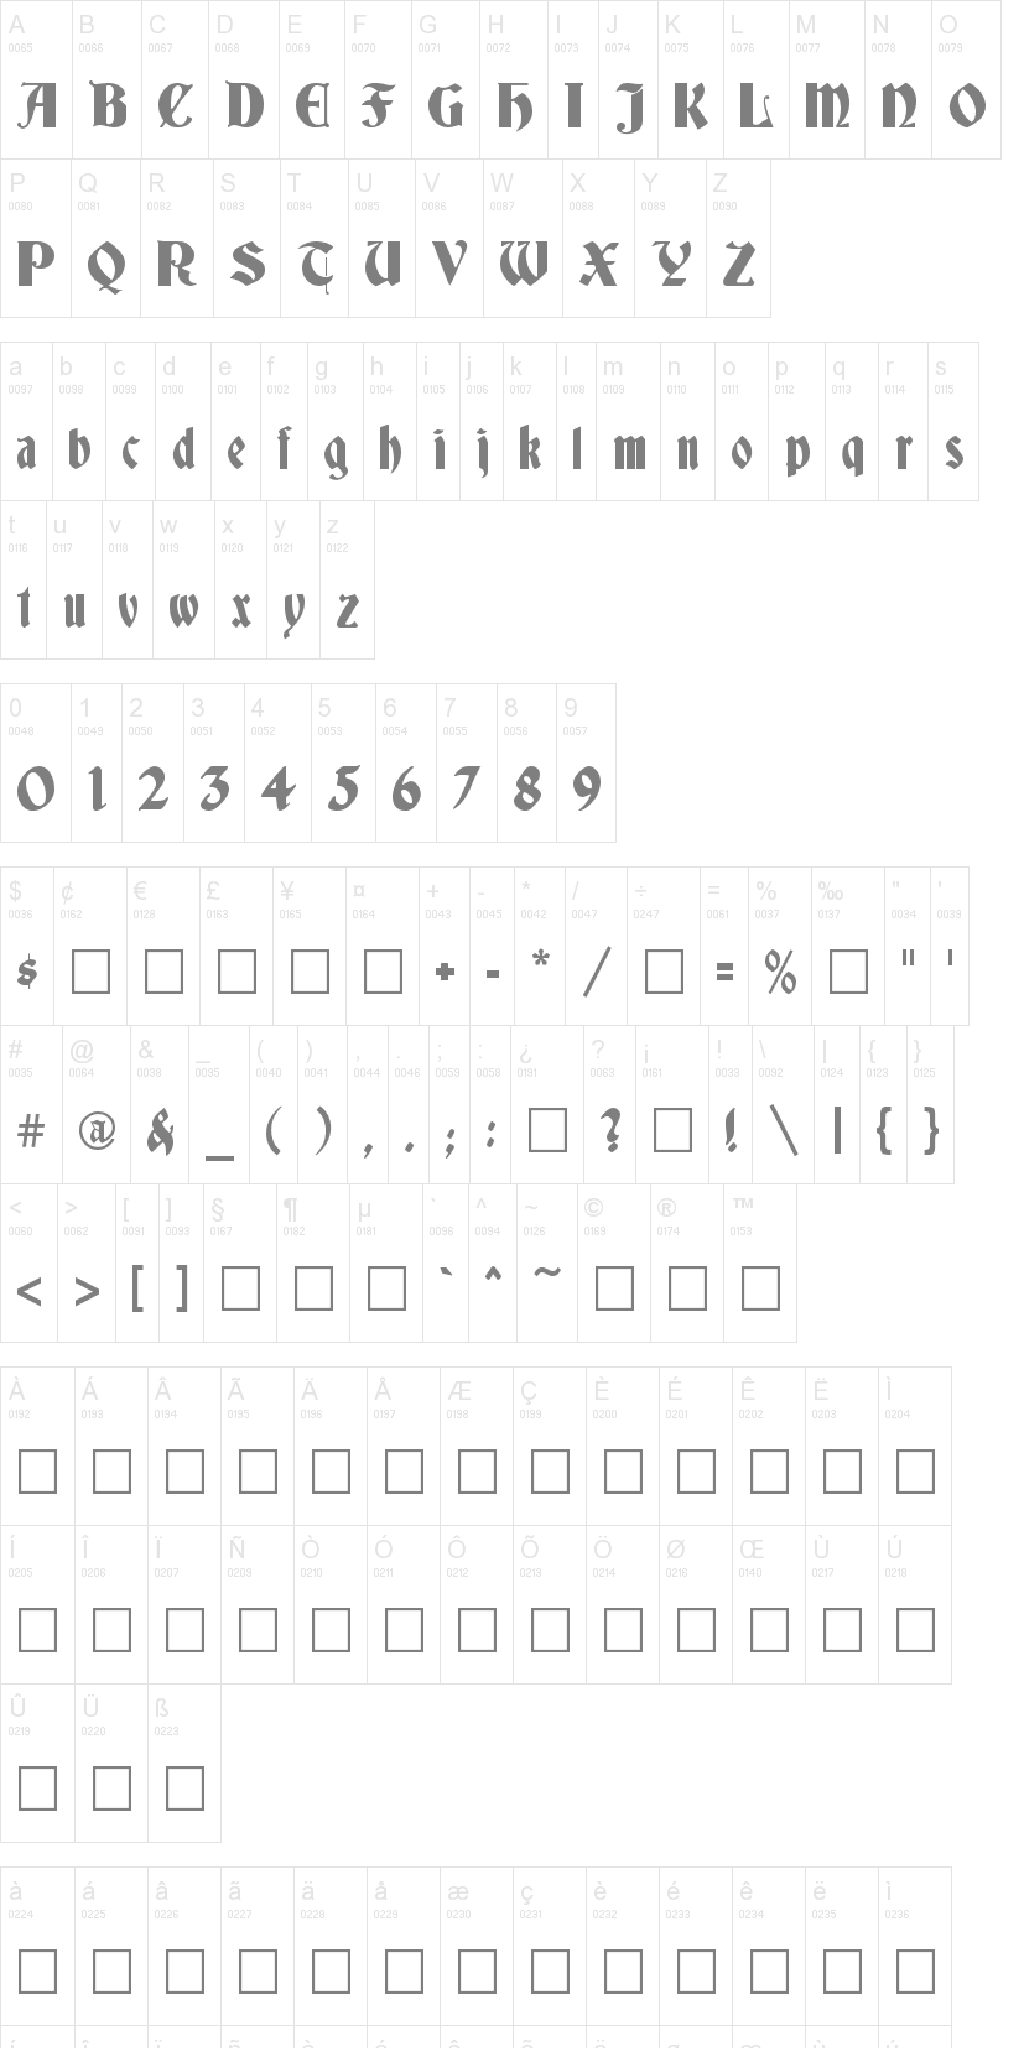 A B C D E F G H I J K L M N O
0065 0066 0067 0068 0069 0070 0071 0072 0073 0074 0075 0076 0077 0078 0079
A B C D E F G H I J K L M N O
P Q R S T U V W X Y Z
0080 0081 0082 0083 0084 0085 0086 0087 0088 0089 0090
P Q R S T U V W X Y Z
a b c d e f g h i j k l m n o p q r s
0097 0098 0099 0100 0101 0102 0103 0104 0105 0106 0107 0108 0109 0110 0111 0112 0113 0114 0115
a b c d e f g h i j k l m n o p q r s
t u v w x y z
0116 0117 0118 0119 0120 0121 0122
t u v w x y z
0 1 2 3 4 5 6 7 8 9
0048 0049 0050 0051 0052 0053 0054 0055 0056 0057
0 1 2 3 4 5 6 7 8 9
$ ¢ € £ ¥ ¤ + - * / ÷ = % ‰ " '
0036 0162 0128 0163 0165 0164 0043 0045 0042 0047 0247 0061 0037 0137 0034 0039
$ + - * / = % " '
# @ & _ ( ) , . ; : ¿ ? ¡ ! \ | { }
0035 0064 0038 0095 0040 0041 0044 0046 0059 0058 0191 0063 0161 0033 0092 0124 0123 0125
# @ & _ ( ) , . ; : ? ! \ | { }
< > [ ] § ¶ µ ` ^ ~ © ® ™
0060 0062 0091 0093 0167 0182 0181 0096 0094 0126 0169 0174 0153
< > [ ] ` ^ ~
À Á Â Ã Ä Å Æ Ç È É Ê Ë Ì
0192 0193 0194 0195 0196 0197 0198 0199 0200 0201 0202 0203 0204
Í Î Ï Ñ Ò Ó Ô Õ Ö Ø Œ Ù Ú
0205 0206 0207 0209 0210 0211 0212 0213 0214 0216 0140 0217 0218
Û Ü ß
0219 0220 0223
à á â ã ä å æ ç è é ê ë ì
0224 0225 0226 0227 0228 0229 0230 0231 0232 0233 0234 0235 0236